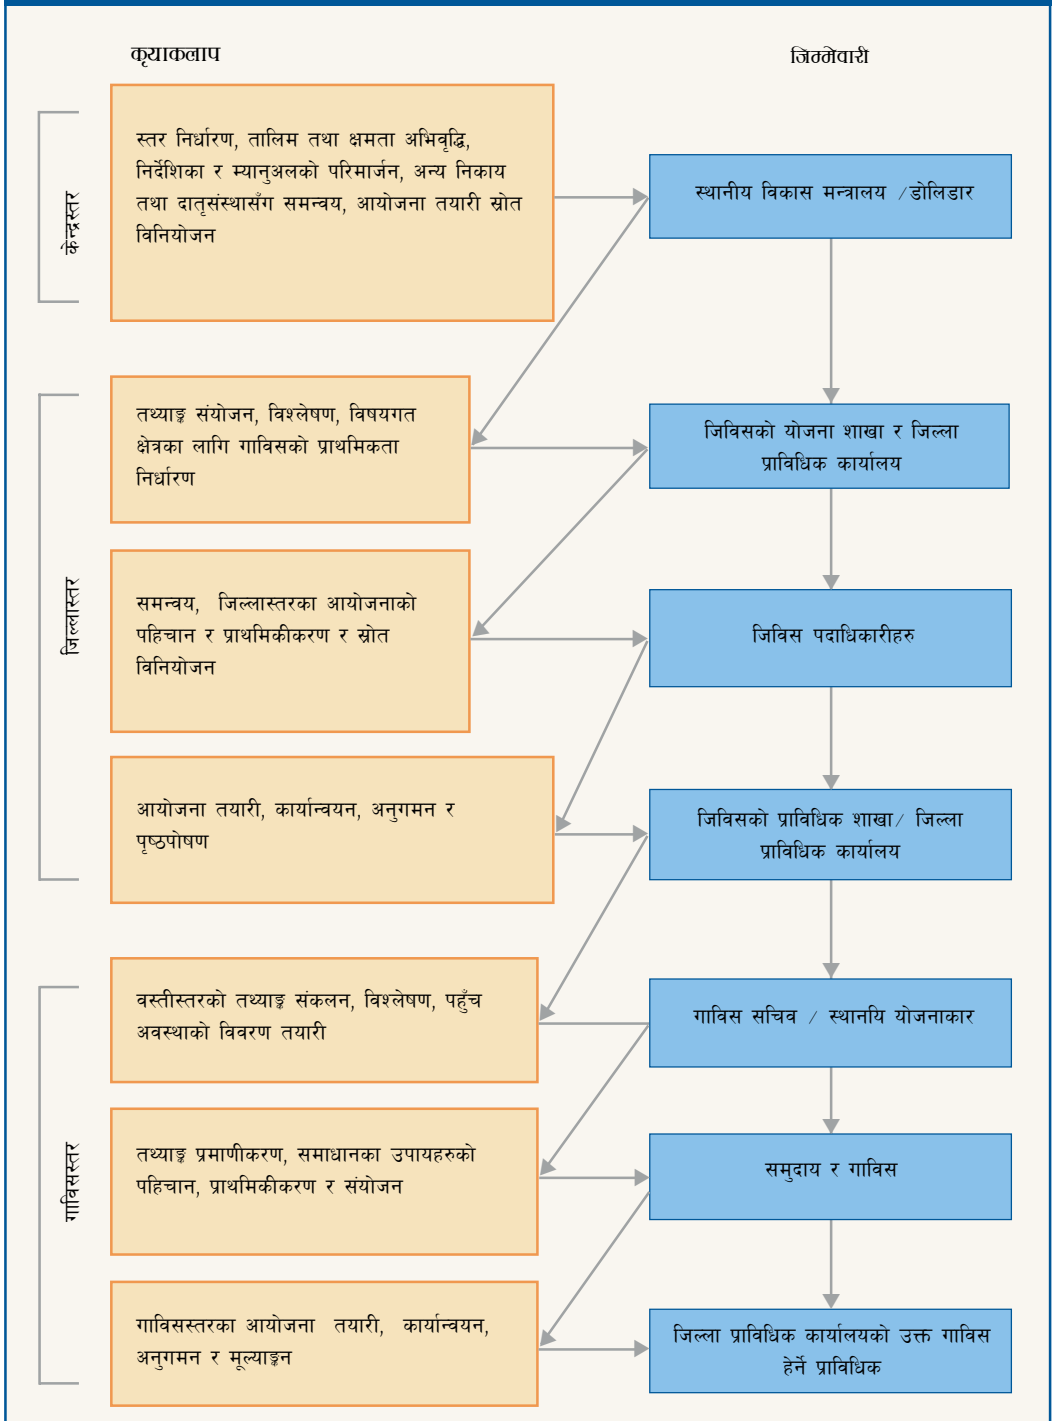 कृयाकलाप
जिम्मेवारी
केन्द्रस्तर
स्तर निर्धारण, तालिम तथा क्षमता अभिवृद्धि,
निर्देशिका र म्यानुअलको परिमार्जन, अन्य निकाय
तथा दातृसंस्थासँग समन्वय, आयोजना तयारी स्रोत
विनियोजन
स्थानीय विकास मन्त्रालय /डोलिडार
जिल्लास्तर
तथ्याङ्क संयोजन, विश्लेषण, विषयगत
क्षेत्रका लागि गाविसको प्राथमिकता
निर्धारण
जिविसको योजना शाखा र जिल्ला
प्राविधिक कार्यालय
समन्वय, जिल्लास्तरका आयोजनाको
पहिचान र प्राथमिकीकरण र स्रोत
विनियोजन
जिविस पदाधिकारीहरु
आयोजना तयारी, कार्यान्वयन, अनुगमन र
पृष्ठपोषण
जिविसको प्राविधिक शाखा/ जिल्ला
प्राविधिक कार्यालय
गाविसस्तर
वस्तीस्तरको तथ्याङ्क संकलन, विश्लेषण, पहुँच
अवस्थाको विवरण तयारी
गाविस सचिव / स्थानयि योजनाकार
तथ्याङ्क प्रमाणीकरण, समाधानका उपायहरुको
पहिचान, प्राथमिकीकरण र संयोजन
समुदाय र गाविस
गाविसस्तरका आयोजना तयारी, कार्यान्वयन,
अनुगमन र मूल्याङ्कन
जिल्ला प्राविधिक कार्यालयको उक्त गाविस
हेर्ने प्राविधिक